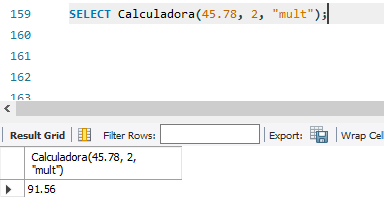 159 SELECT Calculadora(45.78, 2, "mult");
160
161
162
163
Result Grid Filter Rows: Export: Wrap Cel
Calculadora(45.78, 2,
"mult")
91.56